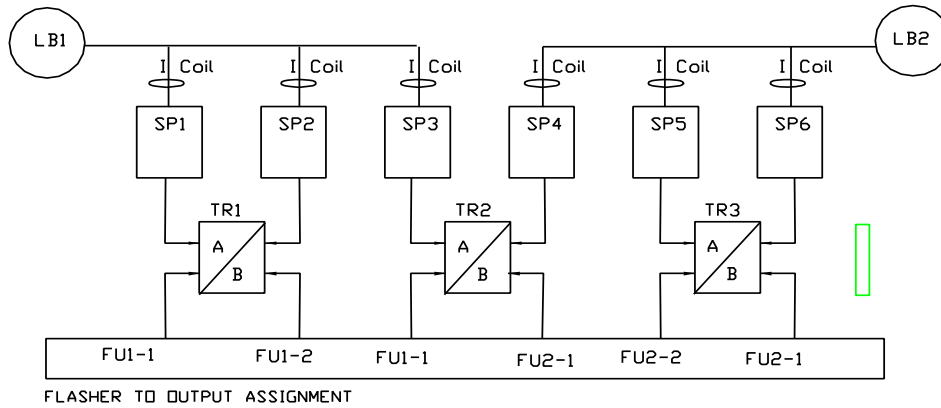 LB1
LB2
I Coil I Coil I Coil I Coil I Coil I Coil
SP1 SP2 SP3 SP4 SP5 SP6
TR1 TR2 TR3
A A A
B B B
FU1-1 FU1-2 FU1-1 FU2-1 FU2-2 FU2-1
FLASHER TO OUTPUT ASSIGNMENT